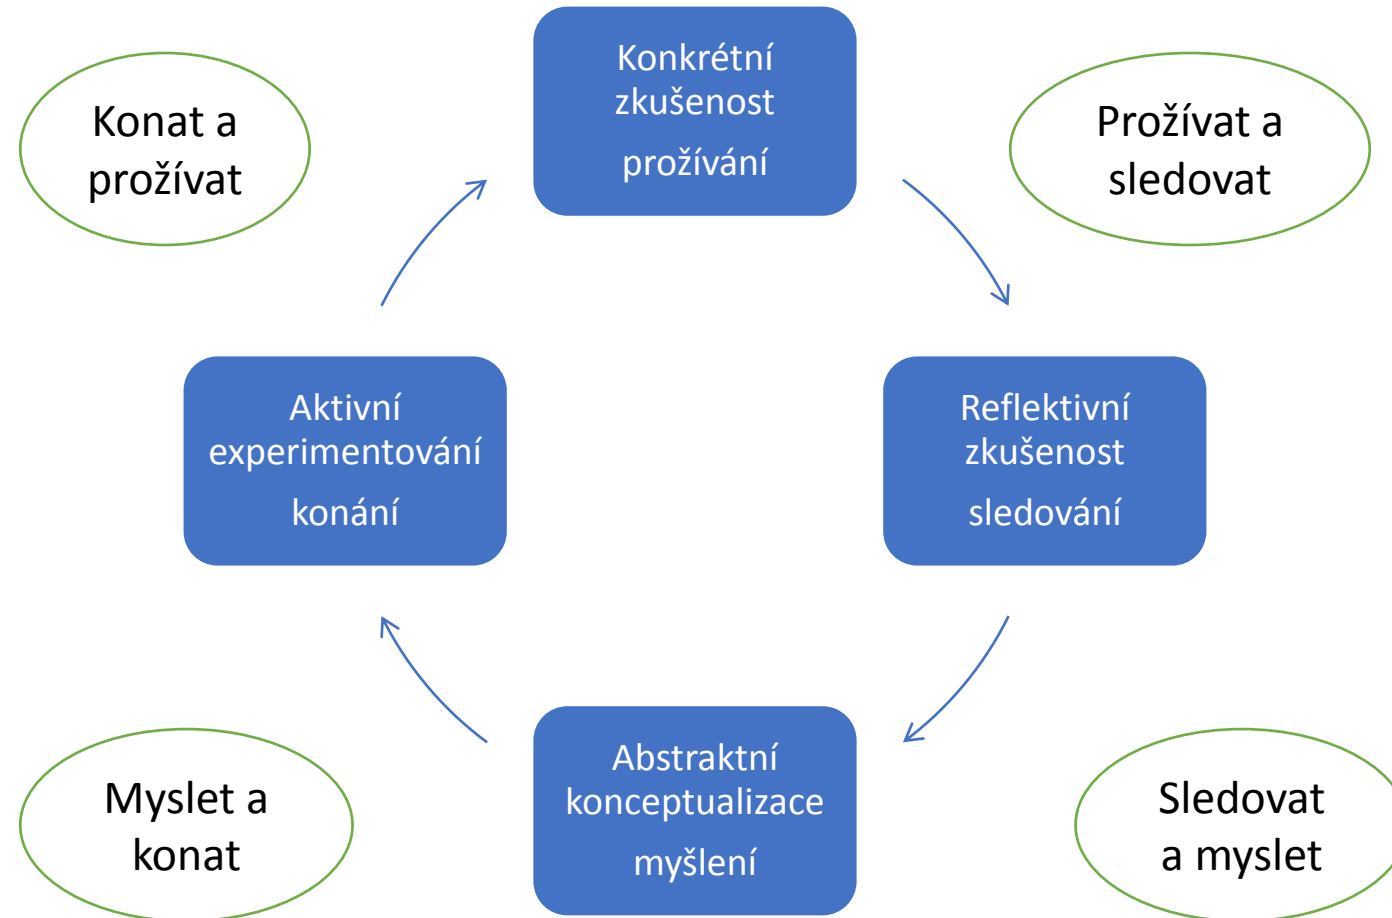 Konkrétní
zkušenost
prožívání
Konat a
prožívat
Prožívat a
sledovat
Aktivní
experimentování
konání
Reflektivní
zkušenost
sledování
Abstraktní
konceptualizace
myšlení
Myslet a
konat
Sledovat
a myslet